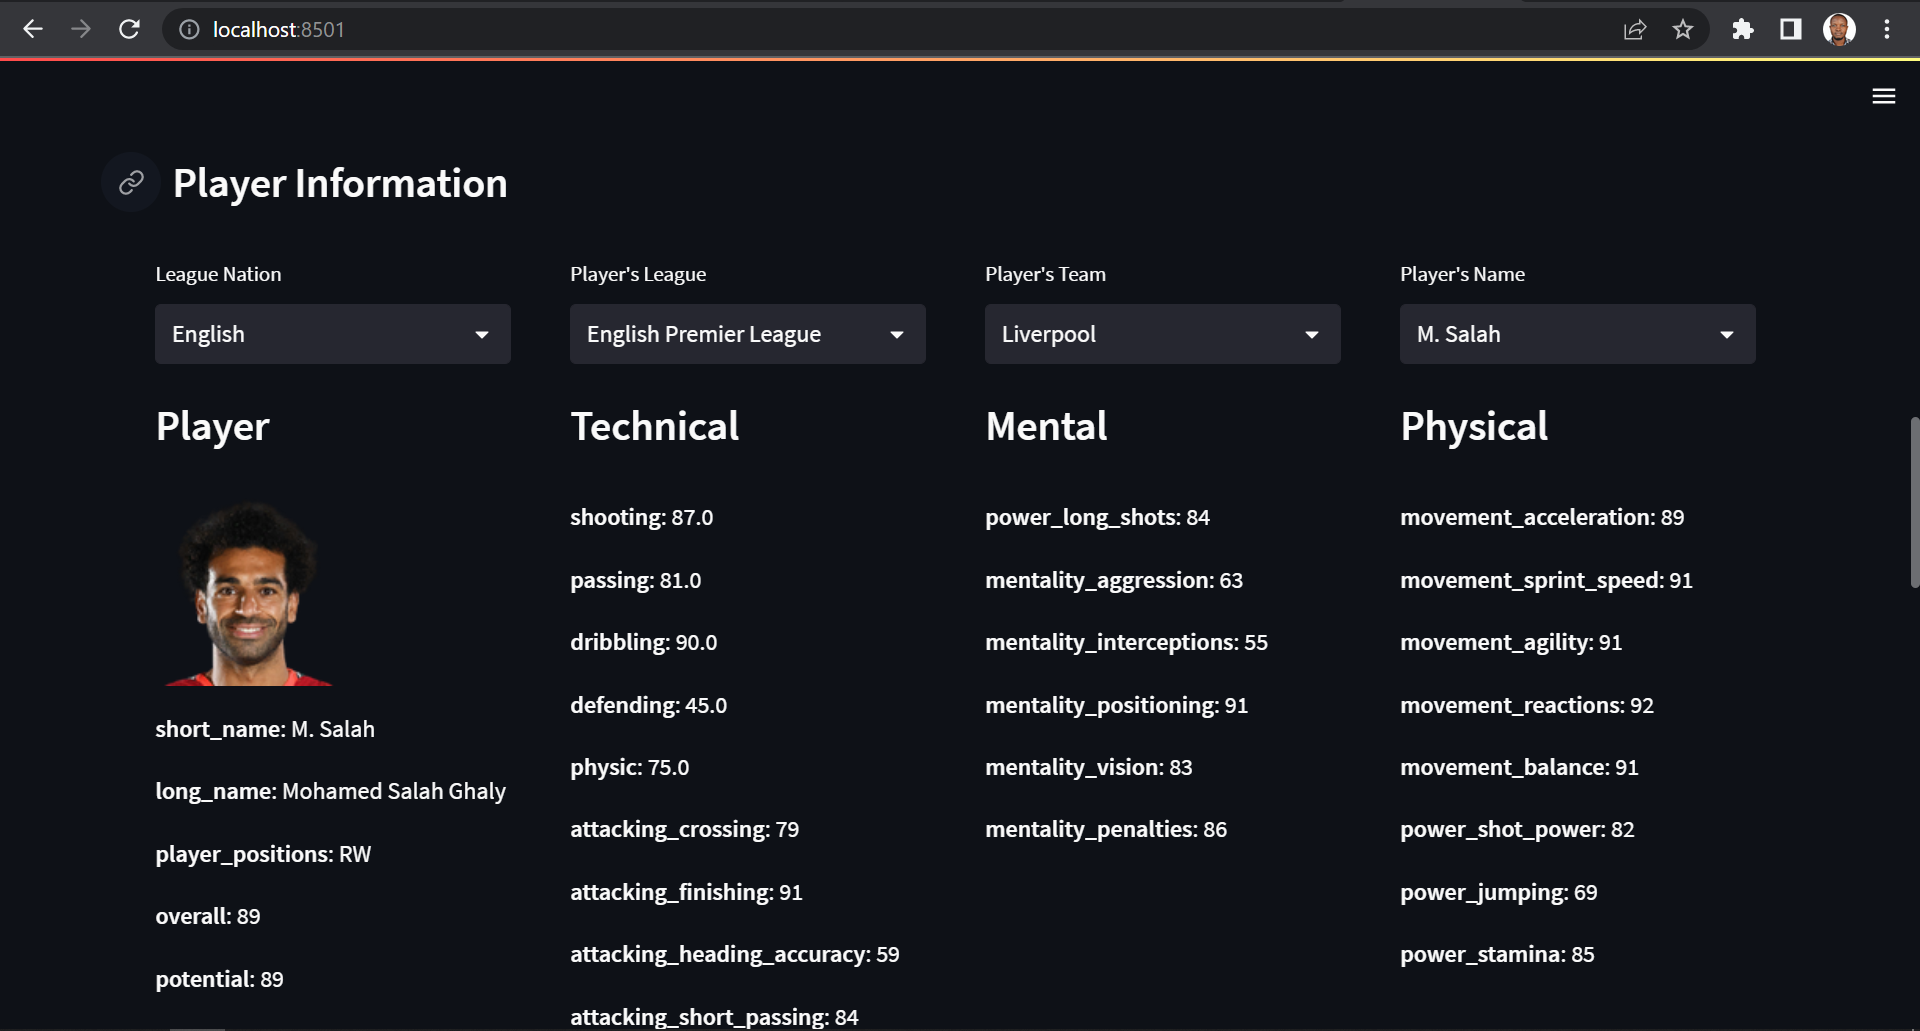 localhost:8501
Player Information
League Nation
English
Player's League
English Premier League
Player's Team
Liverpool
Player's Name
M. Salah
Player
short_name: M. Salah
long_name: Mohamed Salah Ghaly
player_positions: RW
overall: 89
potential: 89
Technical
shooting: 87.0
passing: 81.0
dribbling: 90.0
defending: 45.0
physic: 75.0
attacking_crossing: 79
attacking_finishing: 91
attacking_heading_accuracy: 59
attacking_short_passing: 84
Mental
power_long_shots: 84
mentality_aggression: 63
mentality_interceptions: 55
mentality_positioning: 91
mentality_vision: 83
mentality_penalties: 86
Physical
movement_acceleration: 89
movement_sprint_speed: 91
movement_agility: 91
movement_reactions: 92
movement_balance: 91
power_shot_power: 82
power_jumping: 69
power_stamina: 85